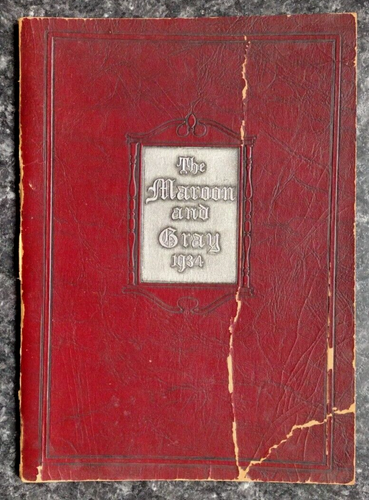 The
Maroon
and
Gray
1934